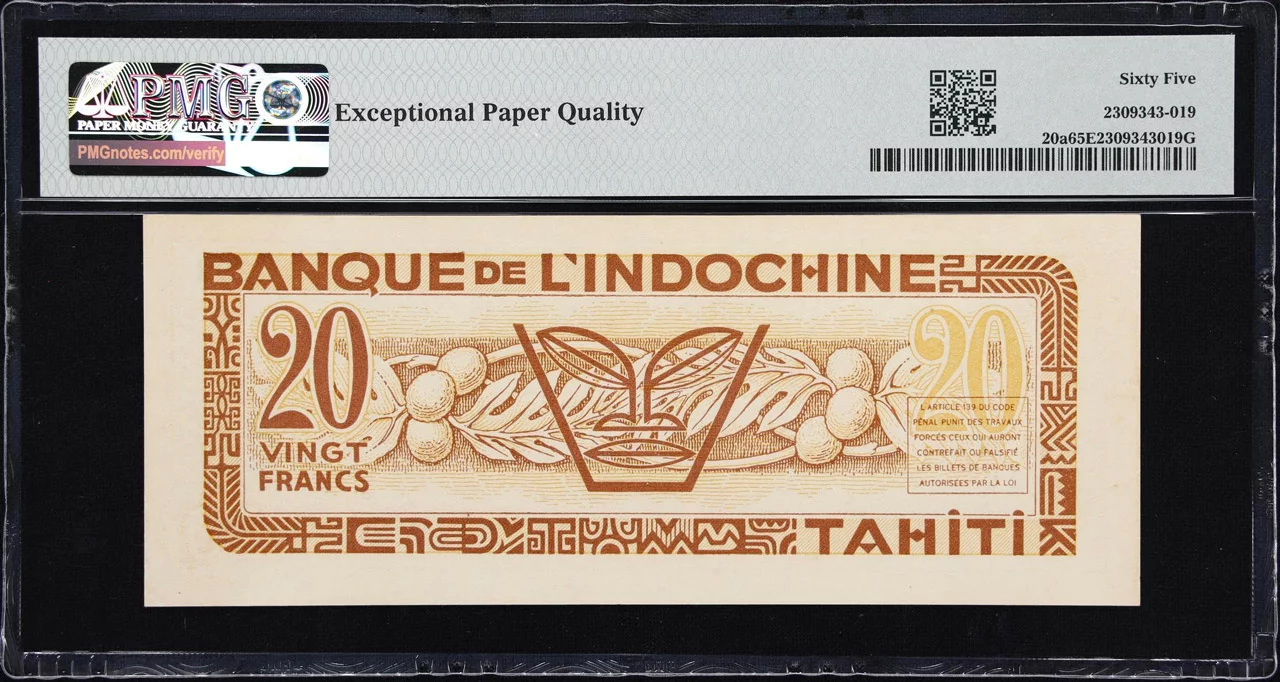 PMG
PAPER MONEY GUARANTY
PMGnotes.com/verify
Exceptional Paper Quality
Sixty Five
2309343-019
20a65E2309343019G
BANQUE DE L'INDOCHINE
20
VINGT
FRANCS
20
L'ARTICLE 139 DU CODE
PÉNAL PUNIT DES TRAVAUX
FORCÉS CEUX QUI AURONT
CONTREFAIT OU FALSIFIÉ
LES BILLETS DE BANQUES
AUTORISÉES PAR LA LOI
TAHITI